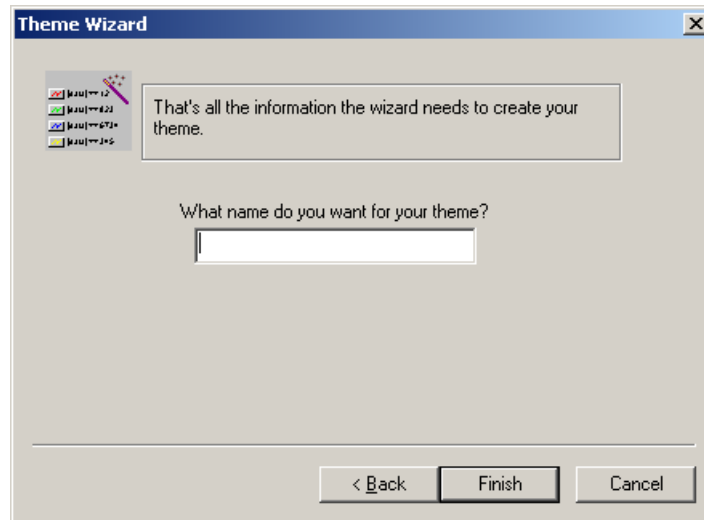 Theme Wizard
That's all the information the wizard needs to create your
theme.
What name do you want for your theme?
< Back
Finish
Cancel